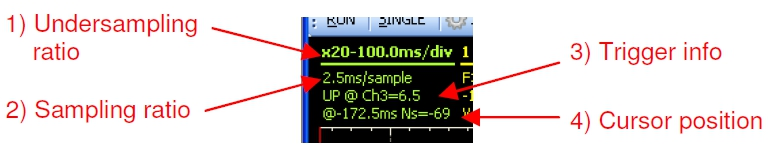 1) Undersampling
ratio
2) Sampling ratio
RUN SINGLE
x20-100.0ms/div 1
2.5ms/sample
UP @ Ch3=6.5
@-172.5ms Ns=-69
3) Trigger info
4) Cursor position